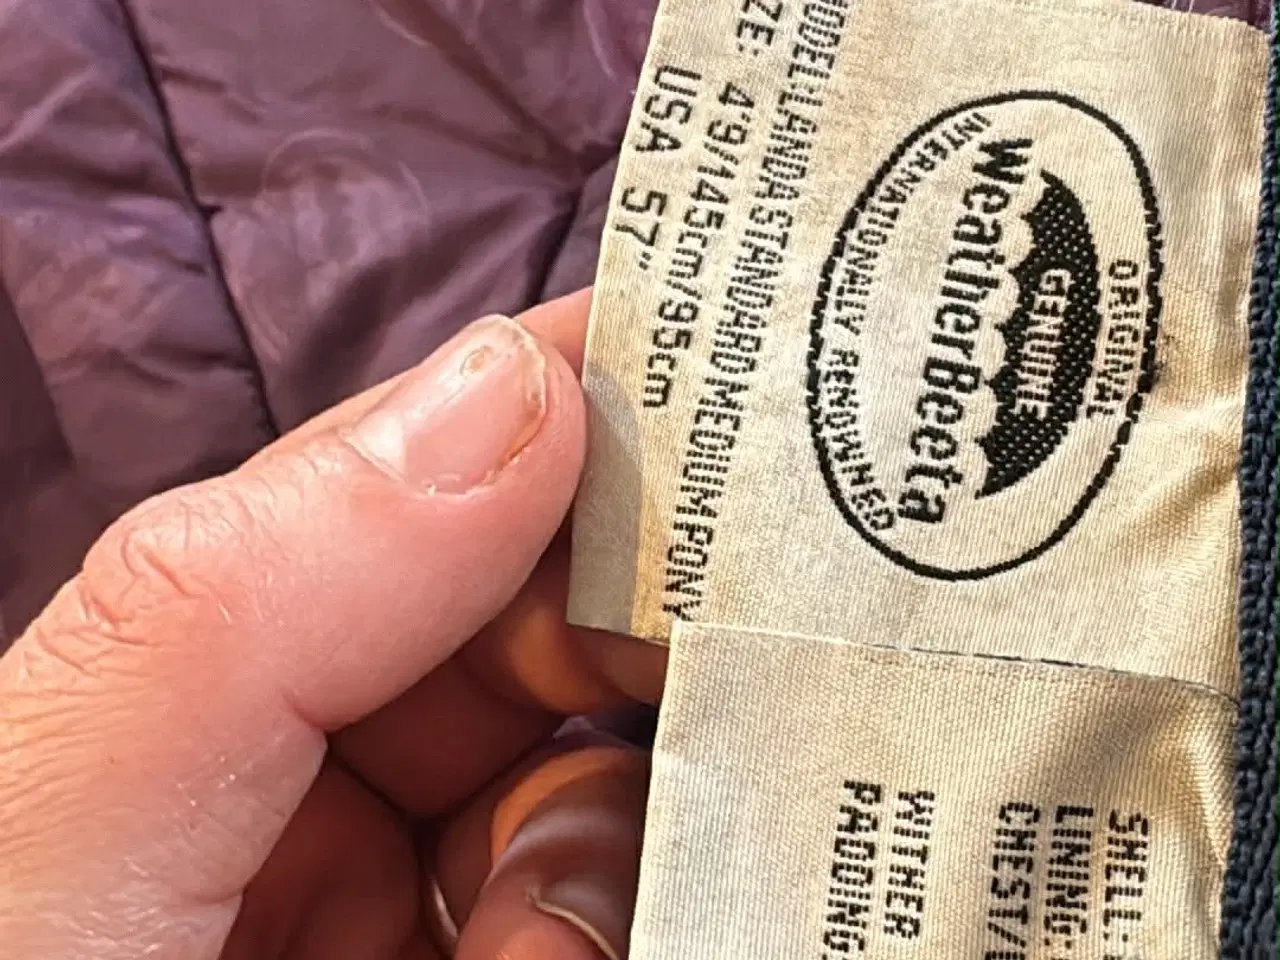 ORIGINAL
GENUINE
WeatherBeeta
INTERNATIONALLY RENOWNED
MODEL:LANDA STANDARD MEDIUM PONY
ZE: 4'9/145cm/95cm
USA 57"
SHELL:
LINING:
CHEST/
WITHER
PADDING